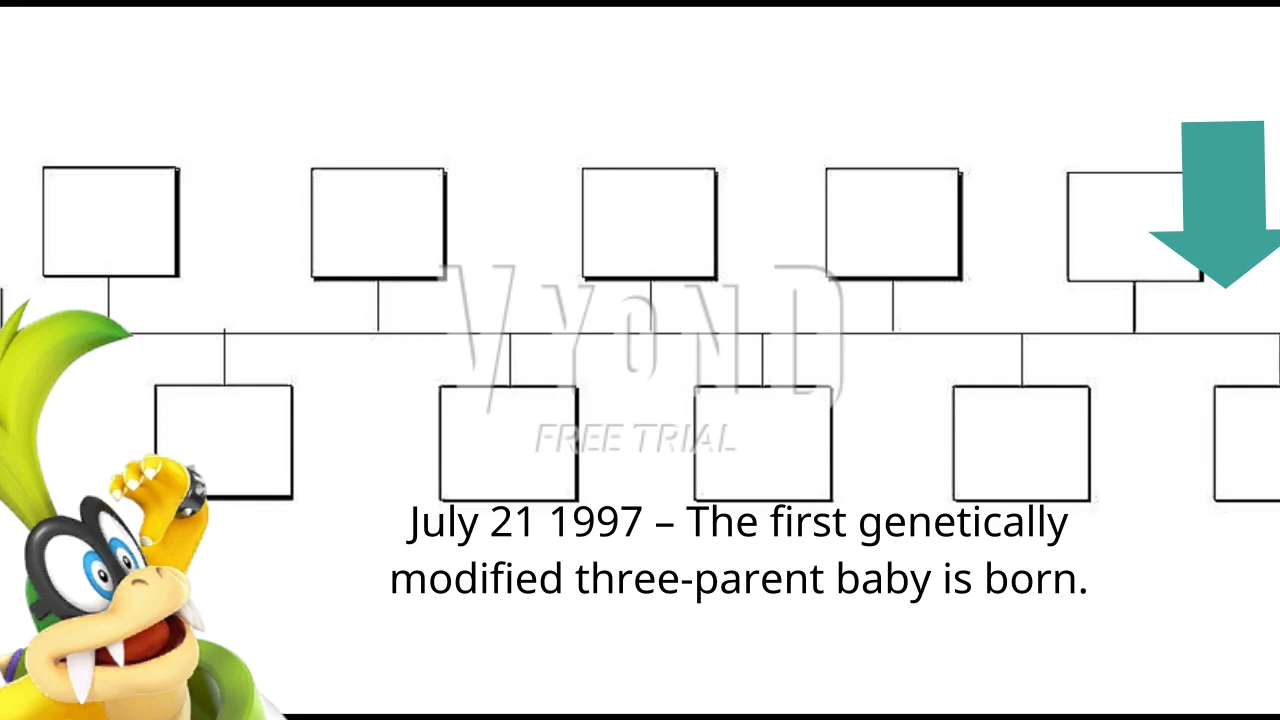 VYOND
FREE TRIAL
July 21 1997 – The first genetically
modified three-parent baby is born.